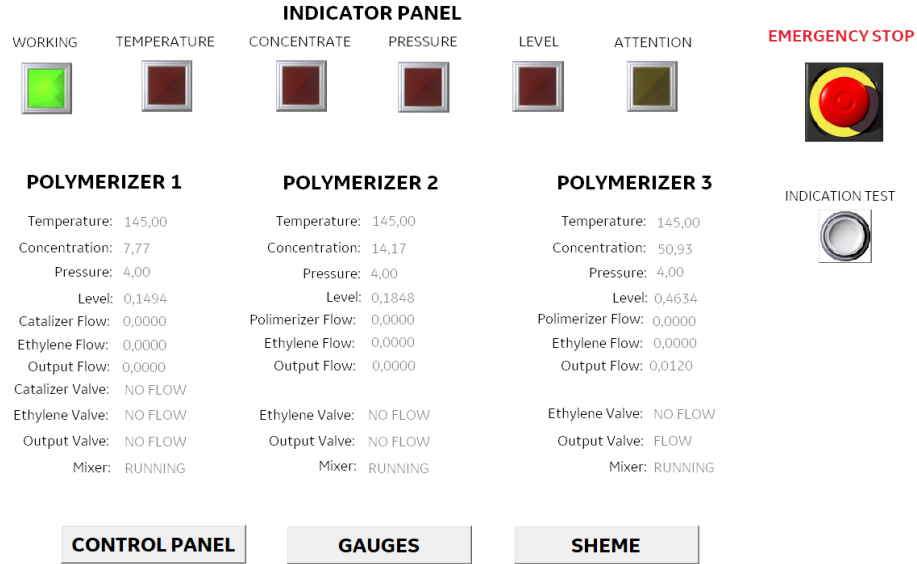 INDICATOR PANEL
WORKING TEMPERATURE CONCENTRATE PRESSURE LEVEL ATTENTION EMERGENCY STOP
POLYMERIZER 1 POLYMERIZER 2 POLYMERIZER 3
INDICATION TEST
Temperature: 145,00 Temperature: 145,00 Temperature: 145,00
Concentration: 7,77 Concentration: 14,17 Concentration: 50,93
Pressure: 4,00 Pressure: 4,00 Pressure: 4,00
Level: 0,1494 Level: 0,1848 Level: 0,4634
Catalizer Flow: 0,0000 Polimerizer Flow: 0,0000 Polimerizer Flow: 0,0000
Ethylene Flow: 0,0000 Ethylene Flow: 0,0000 Ethylene Flow: 0,0000
Output Flow: 0,0000 Output Flow: 0,0000 Output Flow: 0,0120
Catalizer Valve: NO FLOW
Ethylene Valve: NO FLOW Ethylene Valve: NO FLOW Ethylene Valve: NO FLOW
Output Valve: NO FLOW Output Valve: NO FLOW Output Valve: FLOW
Mixer: RUNNING Mixer: RUNNING Mixer: RUNNING
CONTROL PANEL GAUGES SHEME